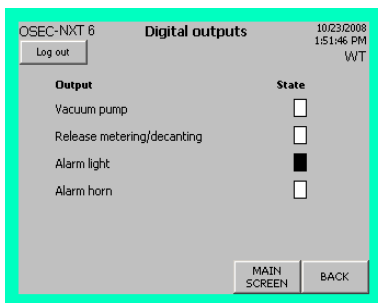 OSEC-NXT 6 Digital outputs 10/23/2008
1:51:46 PM
Log out
WT
Output State
Vacuum pump
Release metering/decanting
Alarm light
Alarm horn
MAIN
SCREEN
BACK